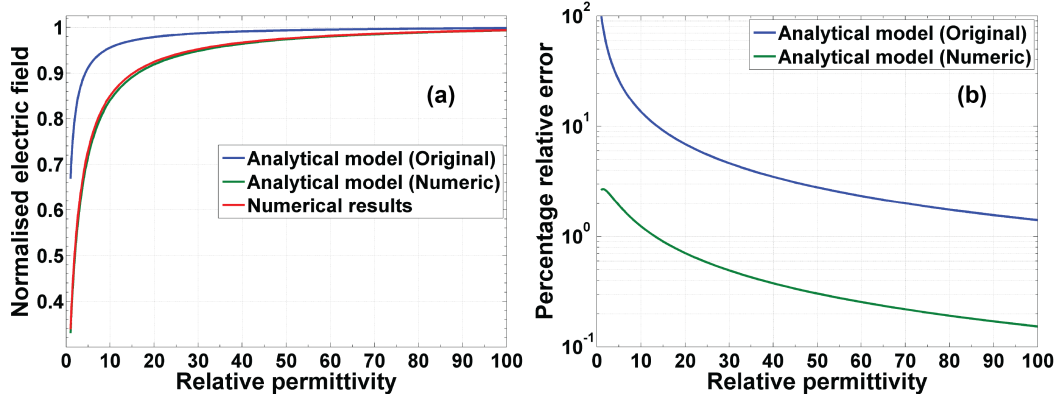 Normalised electric field
1
0.9
0.8
0.7
0.6
0.5
0.4
(a)
Analytical model (Original)
Analytical model (Numeric)
Numerical results
0 10 20 30 40 50 60 70 80 90 100
Relative permittivity
Percentage relative error
10^2
10^1
10^0
10^-1
Analytical model (Original)
Analytical model (Numeric)
(b)
0 10 20 30 40 50 60 70 80 90 100
Relative permittivity